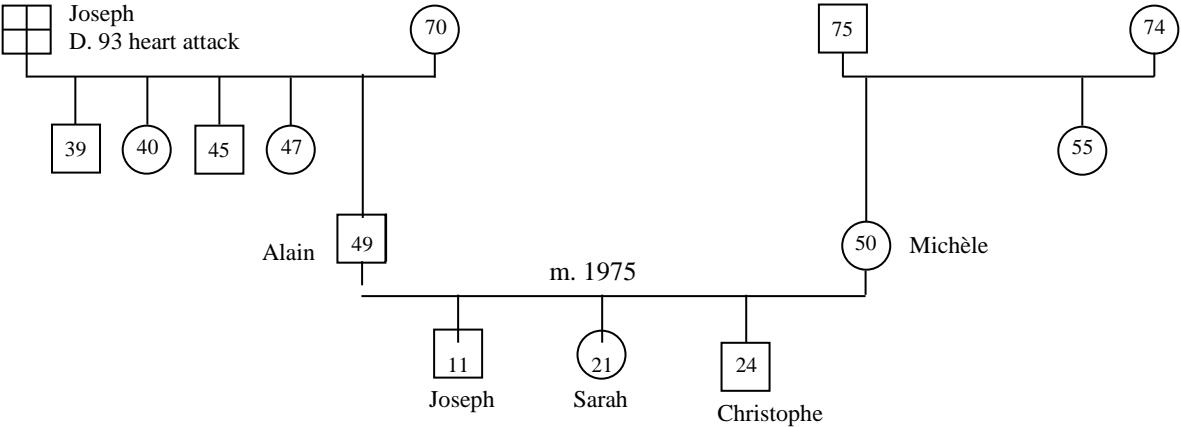 Joseph
D. 93 heart attack
70
75
74
39
40
45
47
55
Alain
49
50
Michèle
m. 1975
11
21
24
Joseph
Sarah
Christophe